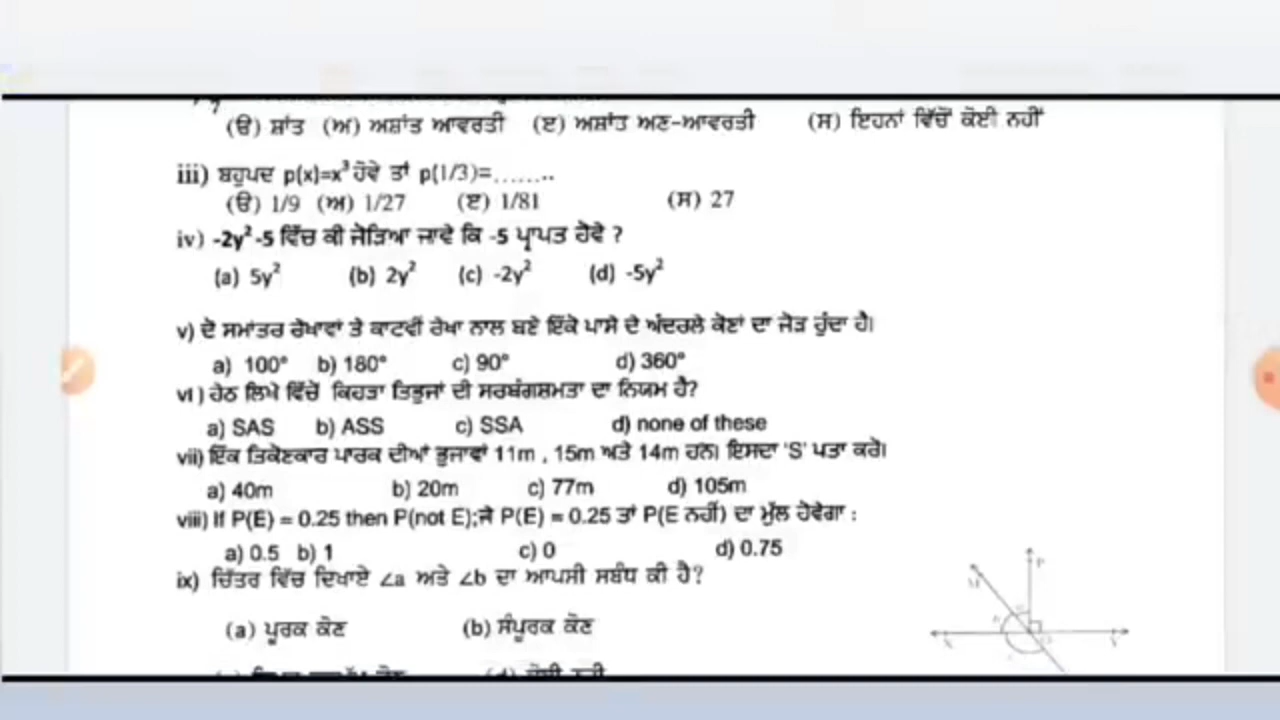 (ੳ) ਸ਼ਾਂਤ (ਅ) ਅਸ਼ਾਂਤ ਆਵਰਤੀ (ੲ) ਅਸ਼ਾਂਤ ਅਣ-ਆਵਰਤੀ (ਸ) ਇਹਨਾਂ ਵਿੱਚੋਂ ਕੋਈ ਨਹੀਂ
iii) ਬਹੁਪਦ p(x)=x³ ਹੋਵੇ ਤਾਂ p(1/3)=.......
(ੳ) 1/9 (ਅ) 1/27 (ੲ) 1/81 (ਸ) 27
iv) -2y² -5 ਵਿੱਚ ਕੀ ਜੋੜਿਆ ਜਾਵੇ ਕਿ -5 ਪ੍ਰਾਪਤ ਹੋਵੇ ?
(a) 5y² (b) 2y² (c) -2y² (d) -5y²
v) ਦੋ ਸਮਾਂਤਰ ਰੇਖਾਵਾਂ ਤੇ ਕਾਟਵੀਂ ਰੇਖਾ ਨਾਲ ਬਣੇ ਇੱਕੋ ਪਾਸੇ ਦੇ ਅੰਦਰਲੇ ਕੋਣਾਂ ਦਾ ਜੋੜ ਹੁੰਦਾ ਹੈ।
a) 100° b) 180° c) 90° d) 360°
vi ) ਹੇਠ ਲਿਖੇ ਵਿੱਚੋਂ ਕਿਹੜਾ ਤਿਭੁਜਾਂ ਦੀ ਸਰਬੰਗਸਮਤਾ ਦਾ ਨਿਯਮ ਹੈ?
a) SAS b) ASS c) SSA d) none of these
vii) ਇੱਕ ਤਿਕੋਣਕਾਰ ਪਾਰਕ ਦੀਆਂ ਭੁਜਾਵਾਂ 11m , 15m ਅਤੇ 14m ਹਨ। ਇਸਦਾ 'S' ਪਤਾ ਕਰੋ।
a) 40m b) 20m c) 77m d) 105m
viii) If P(E) = 0.25 then P(not E);ਜੇ P(E) = 0.25 ਤਾਂ P(E ਨਹੀਂ) ਦਾ ਮੁੱਲ ਹੋਵੇਗਾ :
a) 0.5 b) 1 c) 0 d) 0.75
ix) ਚਿੱਤਰ ਵਿੱਚ ਦਿਖਾਏ ∠a ਅਤੇ ∠b ਦਾ ਆਪਸੀ ਸਬੰਧ ਕੀ ਹੈ?
(a) ਪੂਰਕ ਕੋਣ (b) ਸੰਪੂਰਕ ਕੋਣ
M P